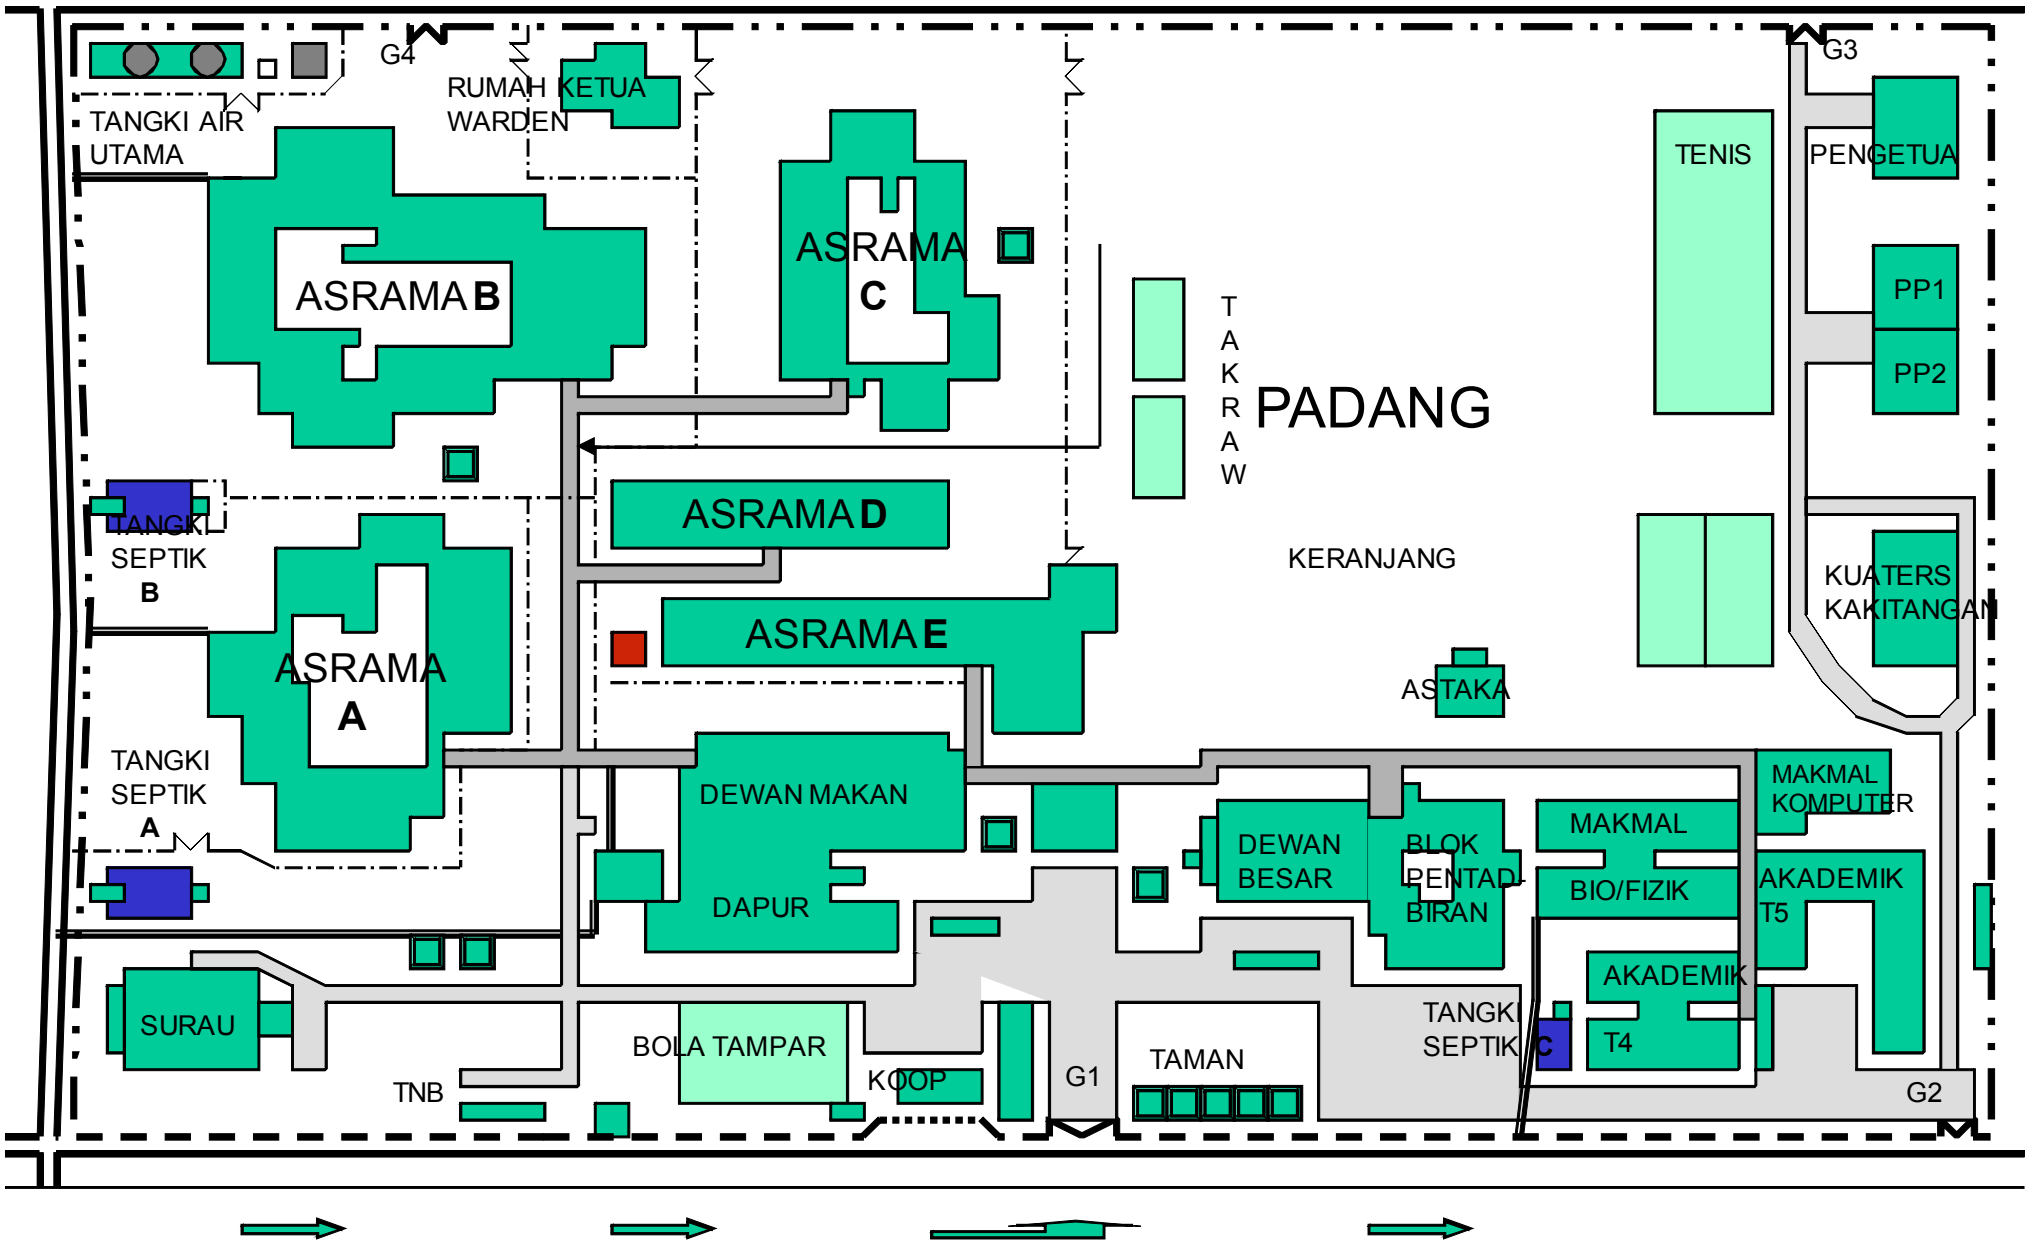 G4
G3
RUMAH KETUA
WARDEN
TANGKI AIR
UTAMA
TENIS
PENGETUA
ASRAMA
C
ASRAMA B
T
A
K
R
A
W
PP1
PP2
PADANG
ASRAMA D
TANGKI
SEPTIK
B
KERANJANG
KUATERS
KAKITANGAN
ASRAMA E
ASRAMA
A
ASTAKA
TANGKI
SEPTIK
A
DEWAN MAKAN
MAKMAL
KOMPUTER
DEWAN
BESAR
BLOK
PENTAD-
BIRAN
MAKMAL
BIO/FIZIK
AKADEMIK
T5
DAPUR
AKADEMIK
T4
SURAU
TANGKI
SEPTIK C
BOLA TAMPAR
TAMAN
KOOP
G1
TNB
G2